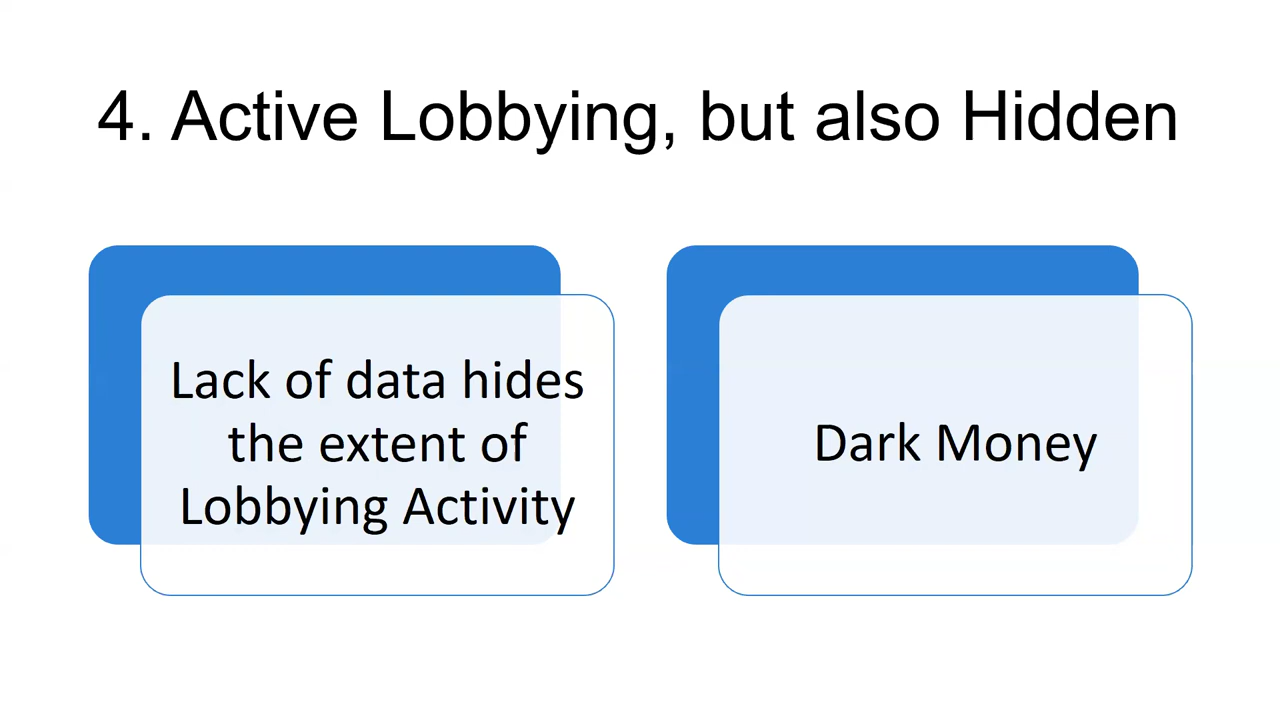 4. Active Lobbying, but also Hidden
Lack of data hides
the extent of
Lobbying Activity
Dark Money